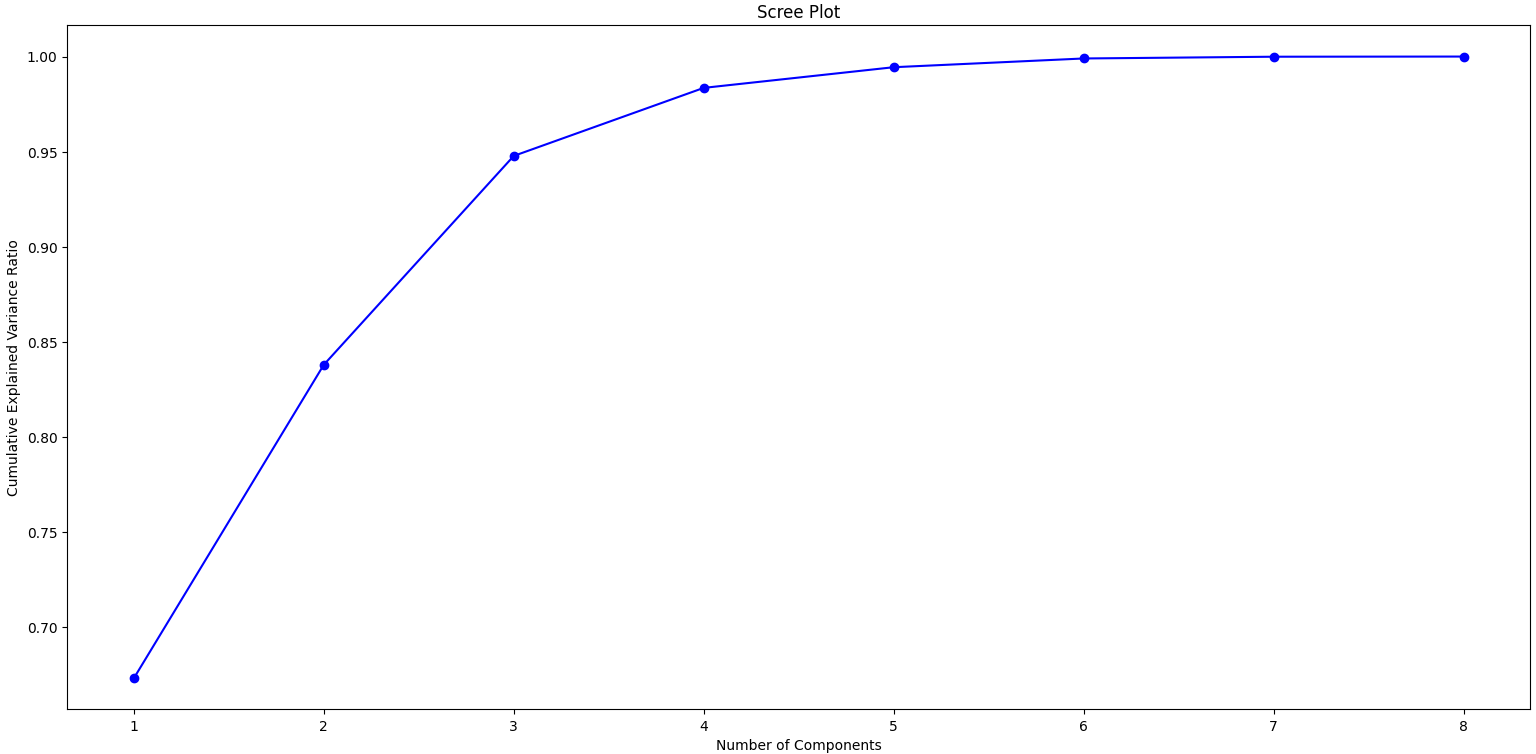 Scree Plot
Cumulative Explained Variance Ratio
1.00
0.95
0.90
0.85
0.80
0.75
0.70
1 2 3 4 5 6 7 8
Number of Components